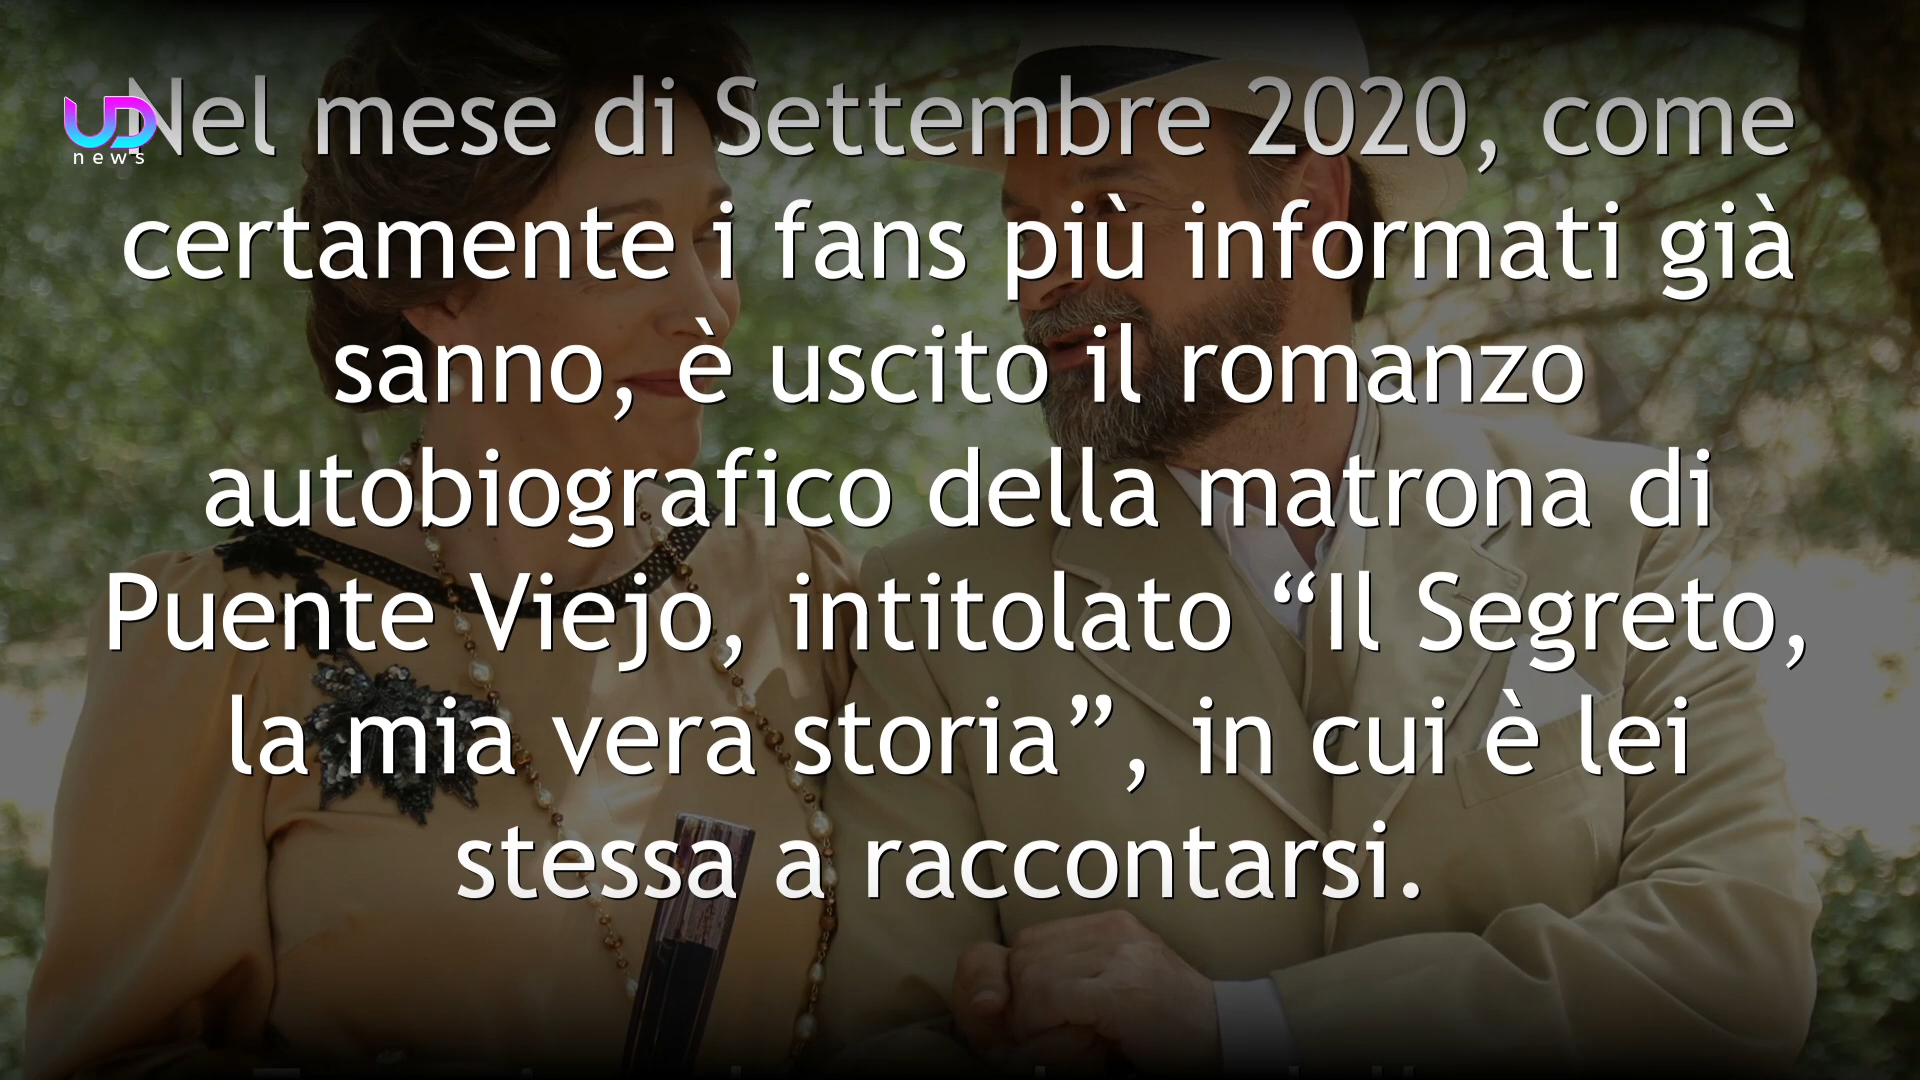 UD
news
Nel mese di Settembre 2020, come
certamente i fans più informati già
sanno, è uscito il romanzo
autobiografico della matrona di
Puente Viejo, intitolato “Il Segreto,
la mia vera storia”, in cui è lei
stessa a raccontarsi.